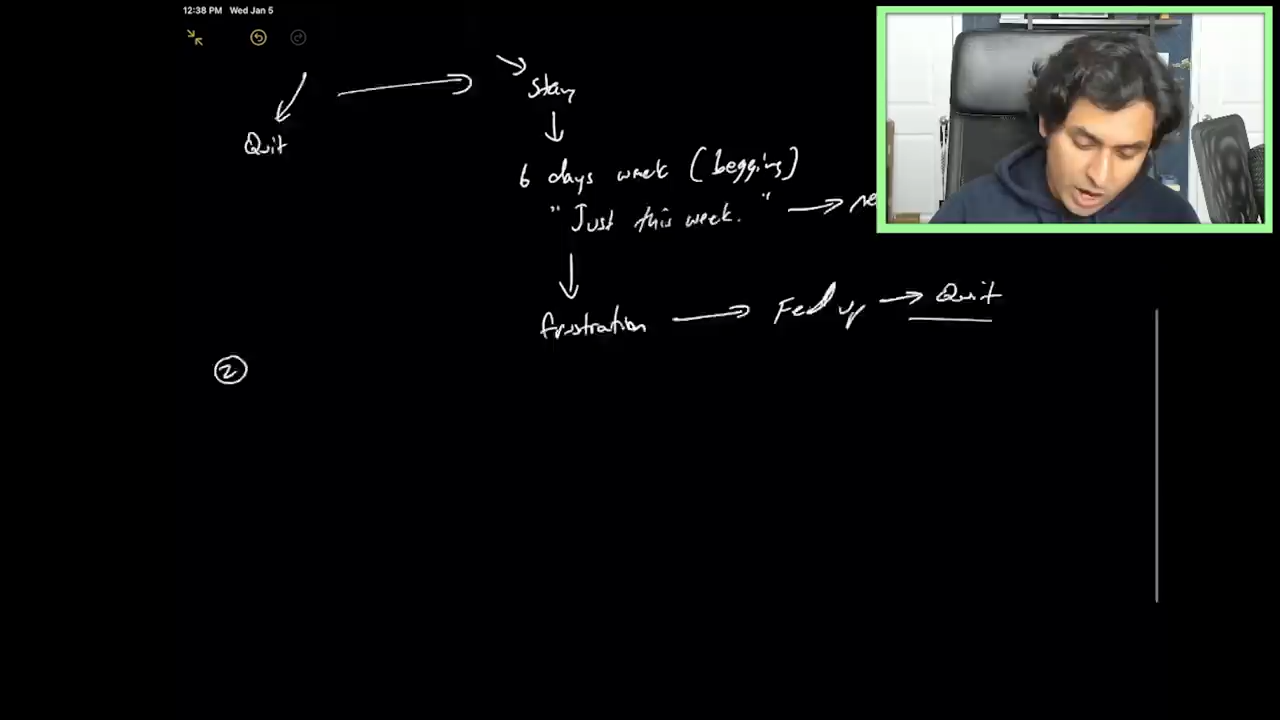 12:38 PM Wed Jan 5
Stay
Quit
6 days week (begging)
"Just this week."
frustration Fed up Quit
2